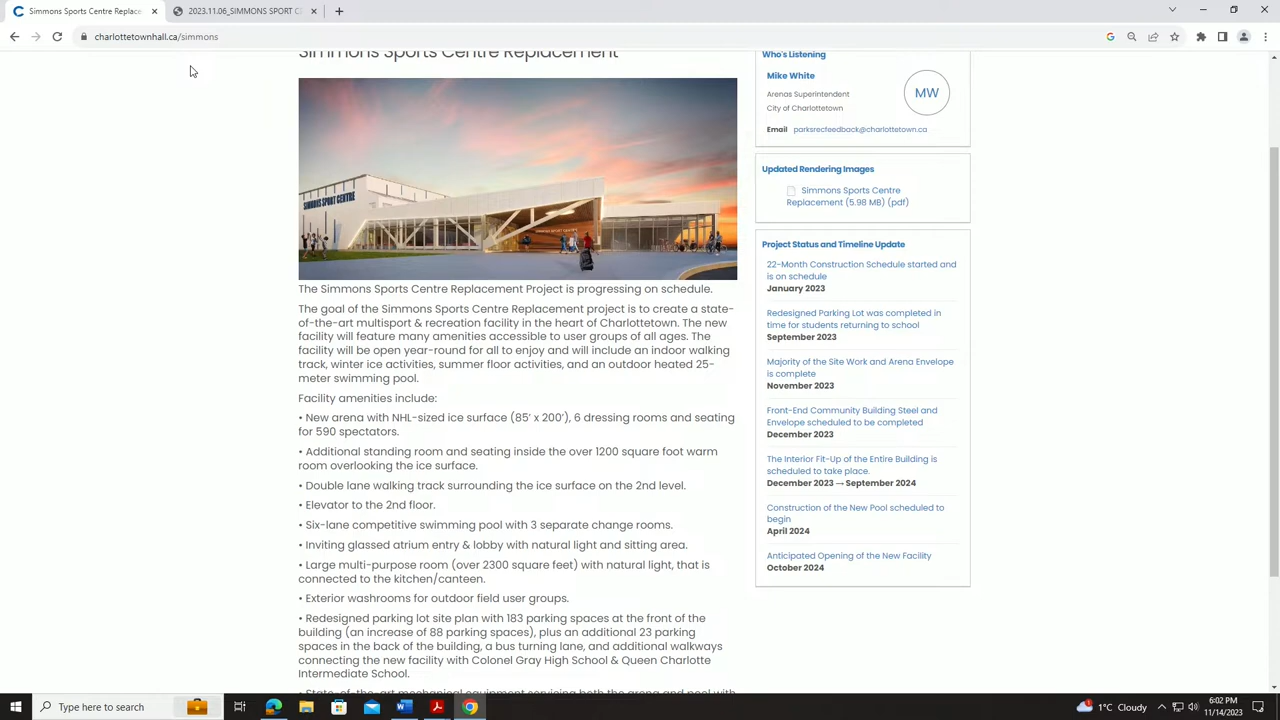 Simmons Sports Centre Replace
2023.11.06_SIMMONS SPORT C
charlottetownhall.ca/simmons
Simmons Sports Centre Replacement
SIMMONS SPORT CENTRE
The Simmons Sports Centre Replacement Project is progressing on schedule.
The goal of the Simmons Sports Centre Replacement project is to create a state-
of-the-art multisport & recreation facility in the heart of Charlottetown. The new
facility will feature many amenities accessible to user groups of all ages. The
facility will be open year-round for all to enjoy and will include an indoor walking
track, winter ice activities, summer floor activities, and an outdoor heated 25-
meter swimming pool.
Facility amenities include:
• New arena with NHL-sized ice surface (85' x 200'), 6 dressing rooms and seating
for 590 spectators.
• Additional standing room and seating inside the over 1200 square foot warm
room overlooking the ice surface.
• Double lane walking track surrounding the ice surface on the 2nd level.
• Elevator to the 2nd floor.
• Six-lane competitive swimming pool with 3 separate change rooms.
• Inviting glassed atrium entry & lobby with natural light and sitting area.
• Large multi-purpose room (over 2300 square feet) with natural light, that is
connected to the kitchen/canteen.
• Exterior washrooms for outdoor field user groups.
• Redesigned parking lot site plan with 183 parking spaces at the front of the
building (an increase of 88 parking spaces), plus an additional 23 parking
spaces in the back of the building, a bus turning lane, and additional walkways
connecting the new facility with Colonel Gray High School & Queen Charlotte
Intermediate School.
• State-of-the-art mechanical equipment servicing both the arena and pool with
Who's Listening
Mike White
Arenas Superintendent
City of Charlottetown
MW
Email parksrecfeedback@charlottetown.ca
Updated Rendering Images
Simmons Sports Centre
Replacement (5.98 MB) (pdf)
Project Status and Timeline Update
22-Month Construction Schedule started and
is on schedule
January 2023
Redesigned Parking Lot was completed in
time for students returning to school
September 2023
Majority of the Site Work and Arena Envelope
is complete
November 2023
Front-End Community Building Steel and
Envelope scheduled to be completed
December 2023
The Interior Fit-Up of the Entire Building is
scheduled to take place.
December 2023 — September 2024
Construction of the New Pool scheduled to
begin
April 2024
Anticipated Opening of the New Facility
October 2024
Type here to search
1°C Cloudy
6:02 PM
11/14/2023